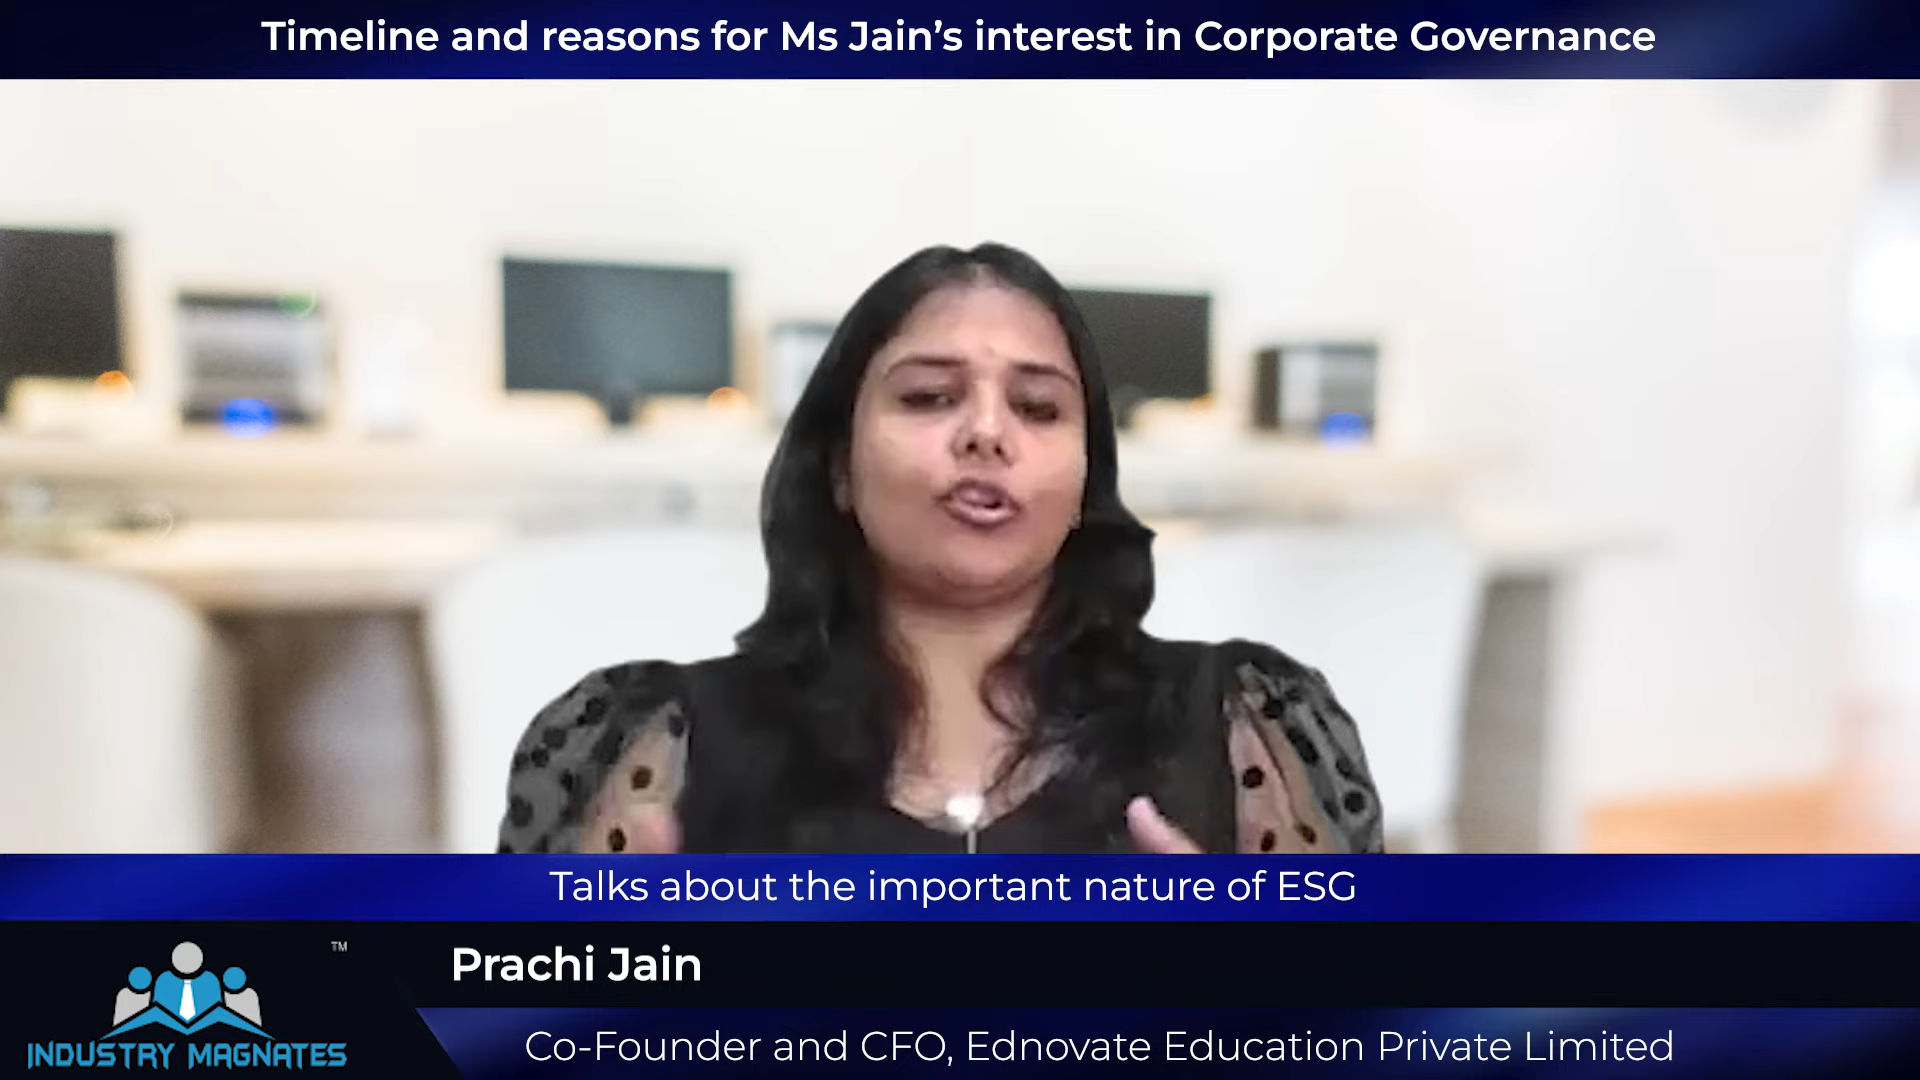 Timeline and reasons for Ms Jain’s interest in Corporate Governance
Talks about the important nature of ESG
TM
Prachi Jain
INDUSTRY MAGNATES
Co-Founder and CFO, Ednovate Education Private Limited